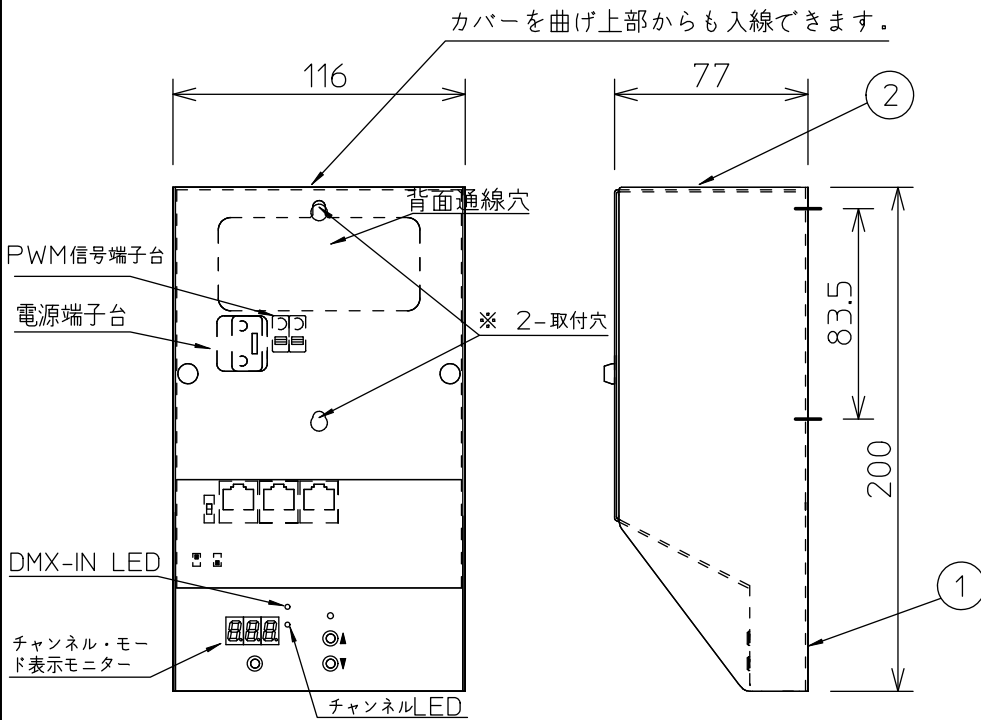 カバーを曲げ上部からも入線できます。
116
77
2
背面通線穴
PWM信号端子台
電源端子台
※ 2-取付穴
83.5
200
DMX-IN LED
1
8.8.8.
▲
▼
チャンネル・モー
ド表示モニター
チャンネルLED